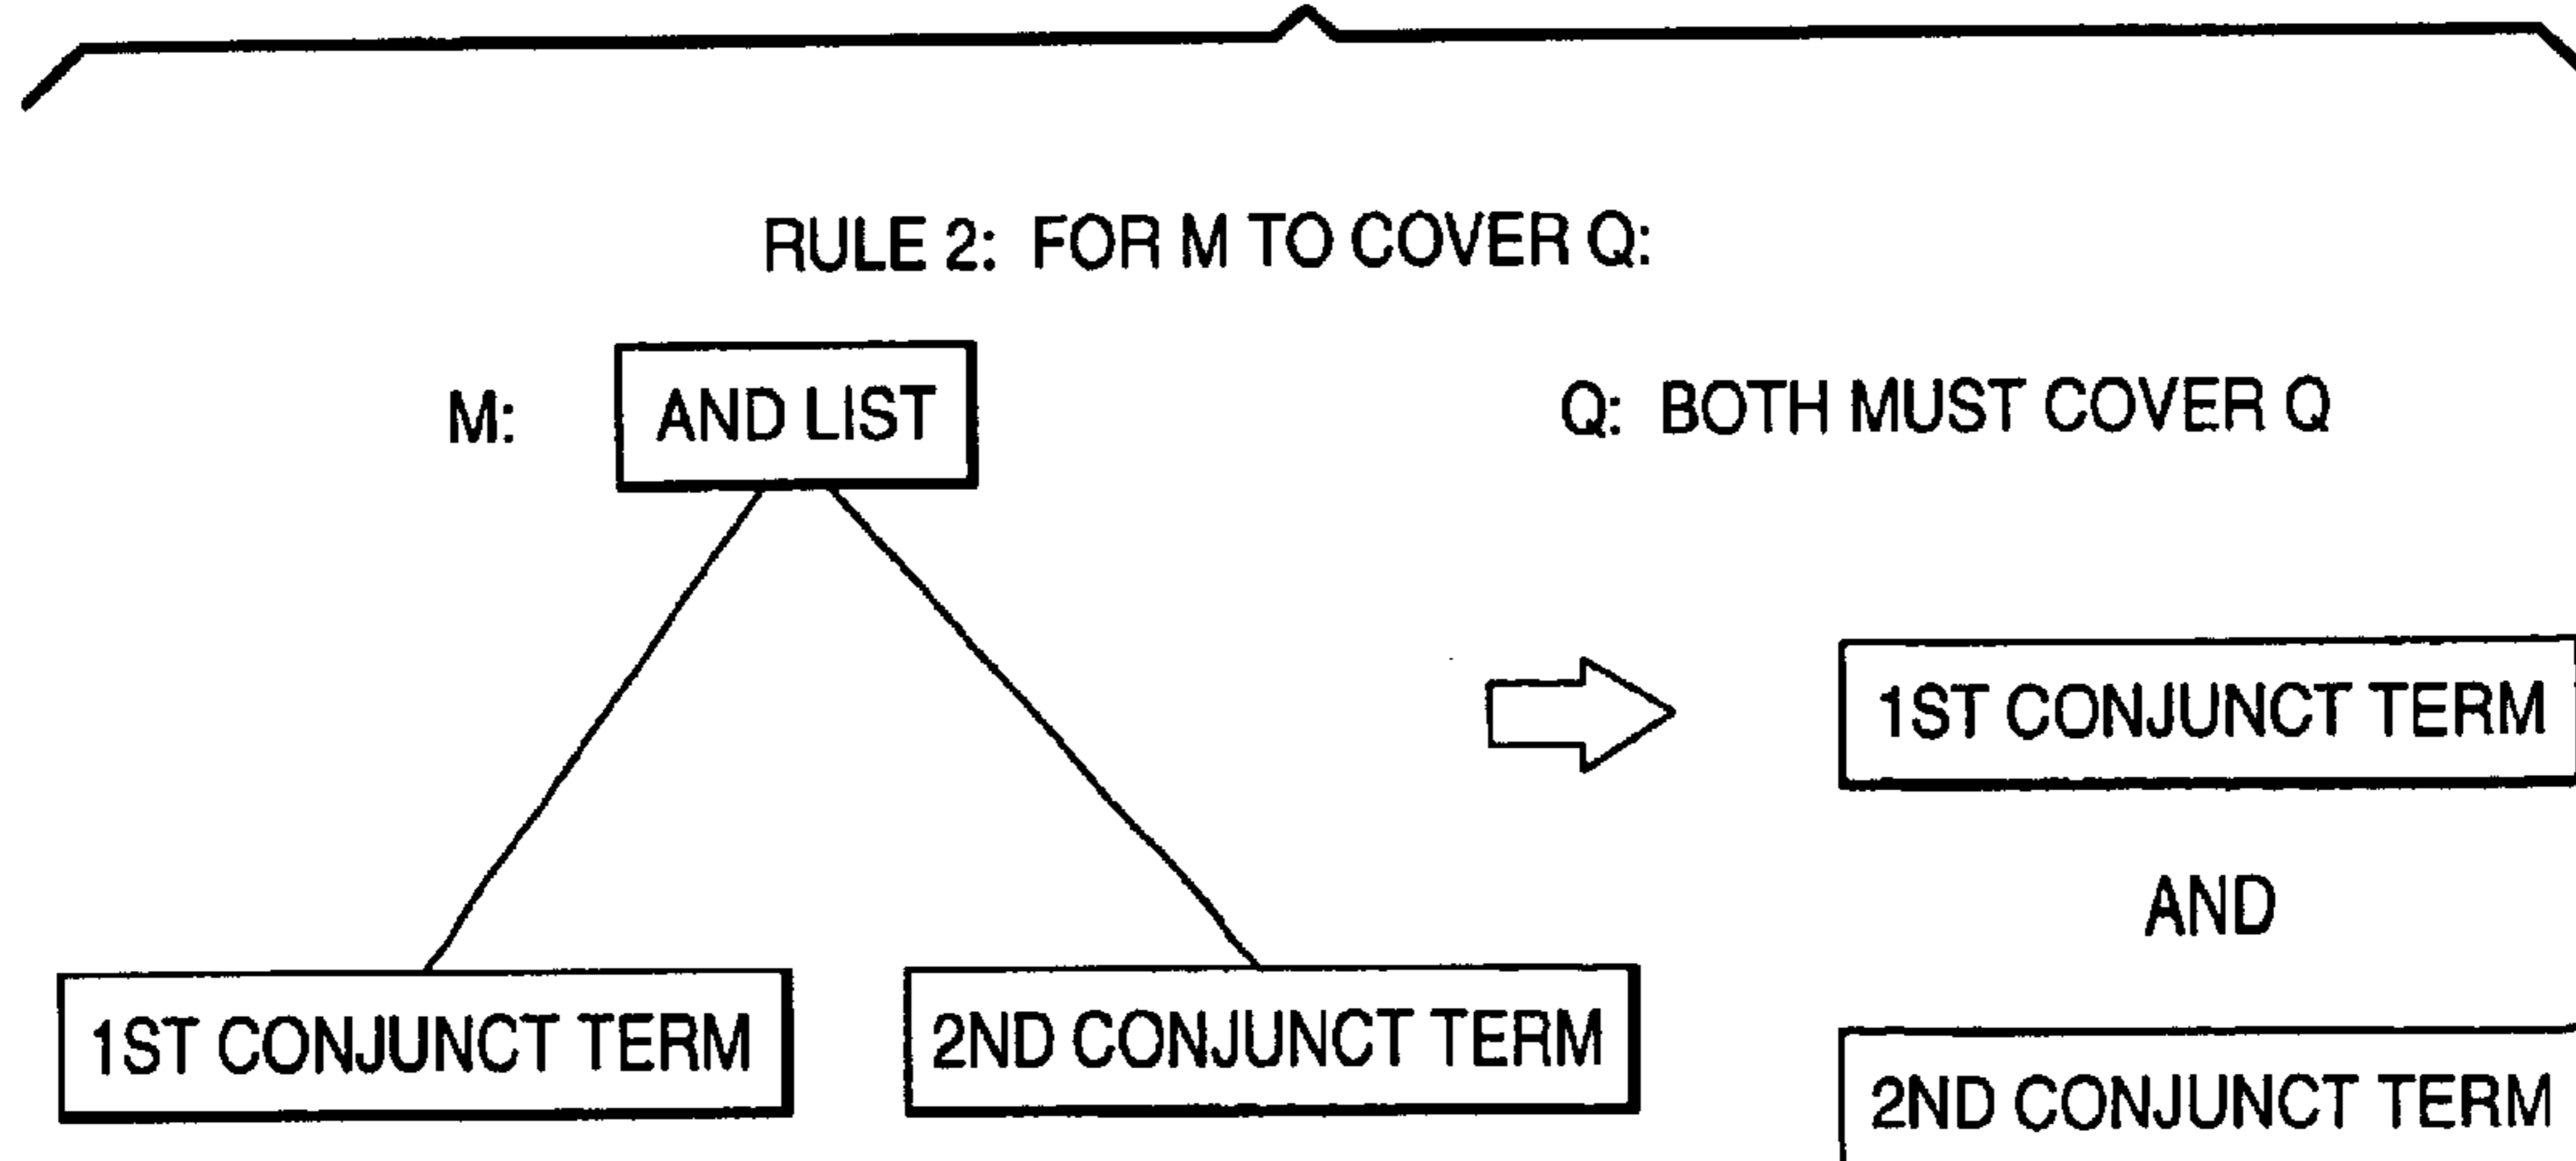 RULE 2: FOR M TO COVER Q:
M:
AND LIST
Q: BOTH MUST COVER Q
1ST CONJUNCT TERM
AND
1ST CONJUNCT TERM
2ND CONJUNCT TERM
2ND CONJUNCT TERM